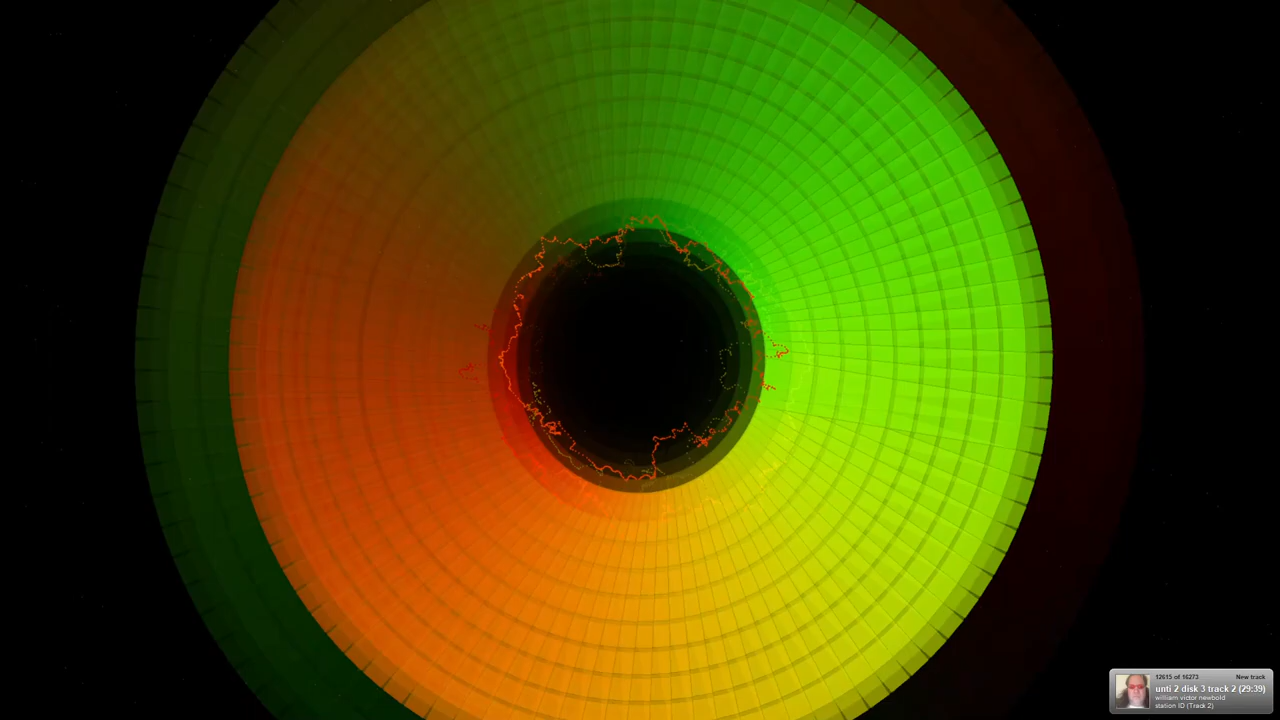 12615 of 16273 New track
unti 2 disk 3 track 2 (29:39)
william victor newbold
station ID (Track 2)